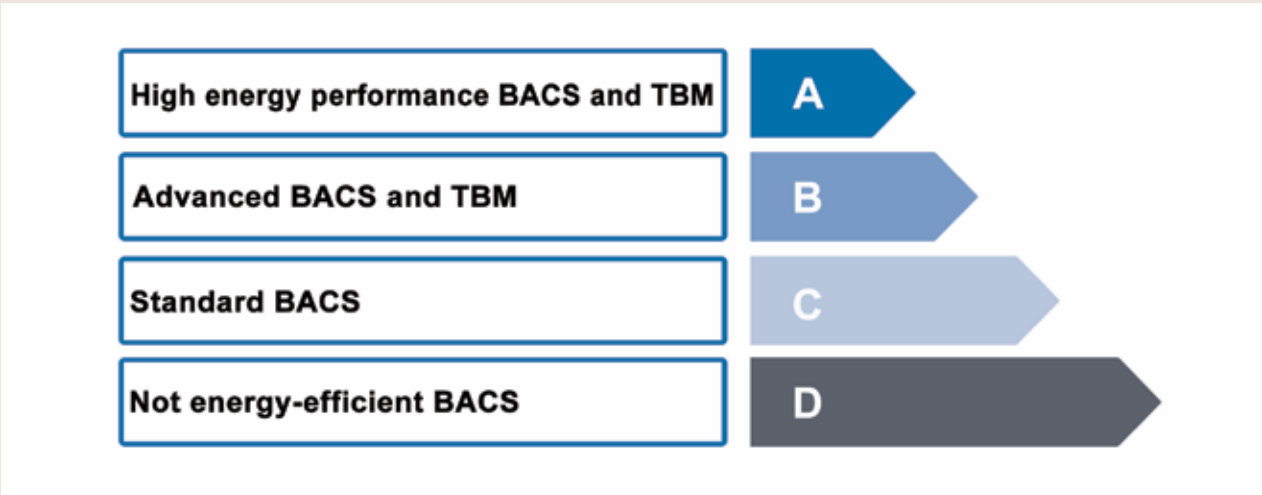 High energy performance BACS and TBM A
Advanced BACS and TBM B
Standard BACS C
Not energy-efficient BACS D